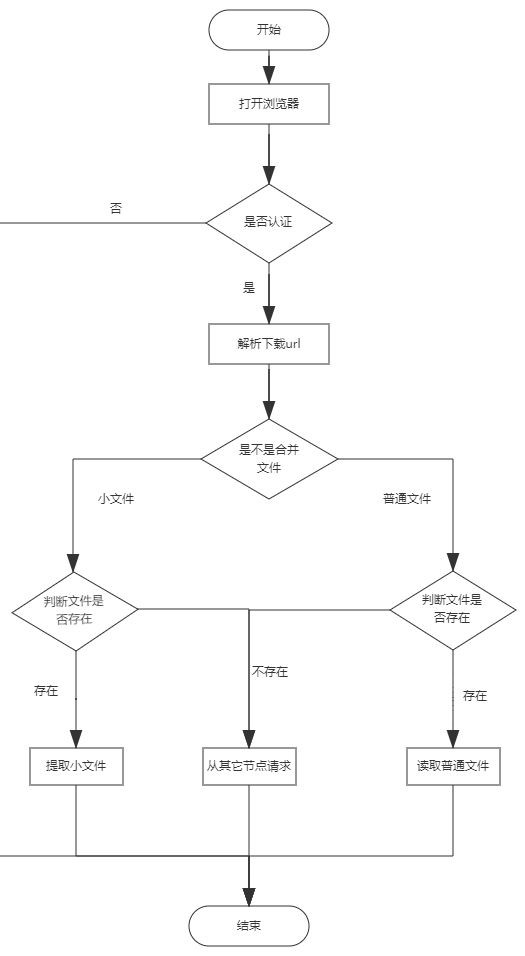 开始
打开浏览器
否
是否认证
是
解析下载url
是不是合并
文件
小文件
普通文件
判断文件是
否存在
判断文件是
否存在
存在
不存在
存在
提取小文件
从其它节点请求
读取普通文件
结束